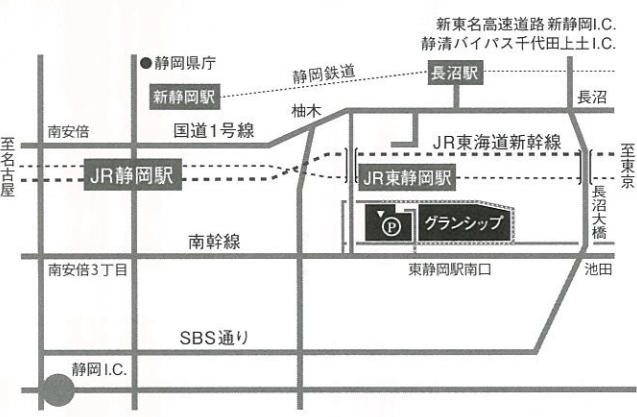 新東名高速道路 新静岡I.C.
静清バイパス千代田上土I.C.
●静岡県庁
静岡鉄道
長沼駅
新静岡駅
柚木
長沼
南安倍
国道1号線
JR東海道新幹線
至名古屋
至東京
JR静岡駅
JR東静岡駅
長沼大橋
P
グランシップ
南幹線
南安倍3丁目
東静岡駅南口
池田
SBS通り
静岡I.C.